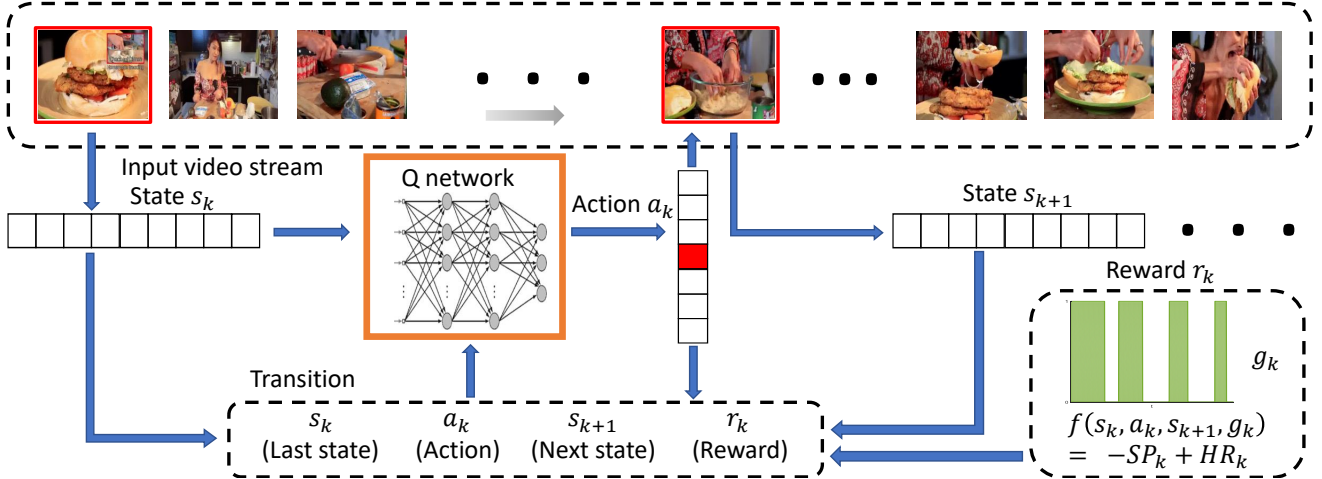 Input video stream
State s_k
Q network
Action a_k
State s_{k+1}
Reward r_k
g_k
f(s_k, a_k, s_{k+1}, g_k)
= −SP_k + HR_k
Transition
s_k a_k s_{k+1} r_k
(Last state) (Action) (Next state) (Reward)